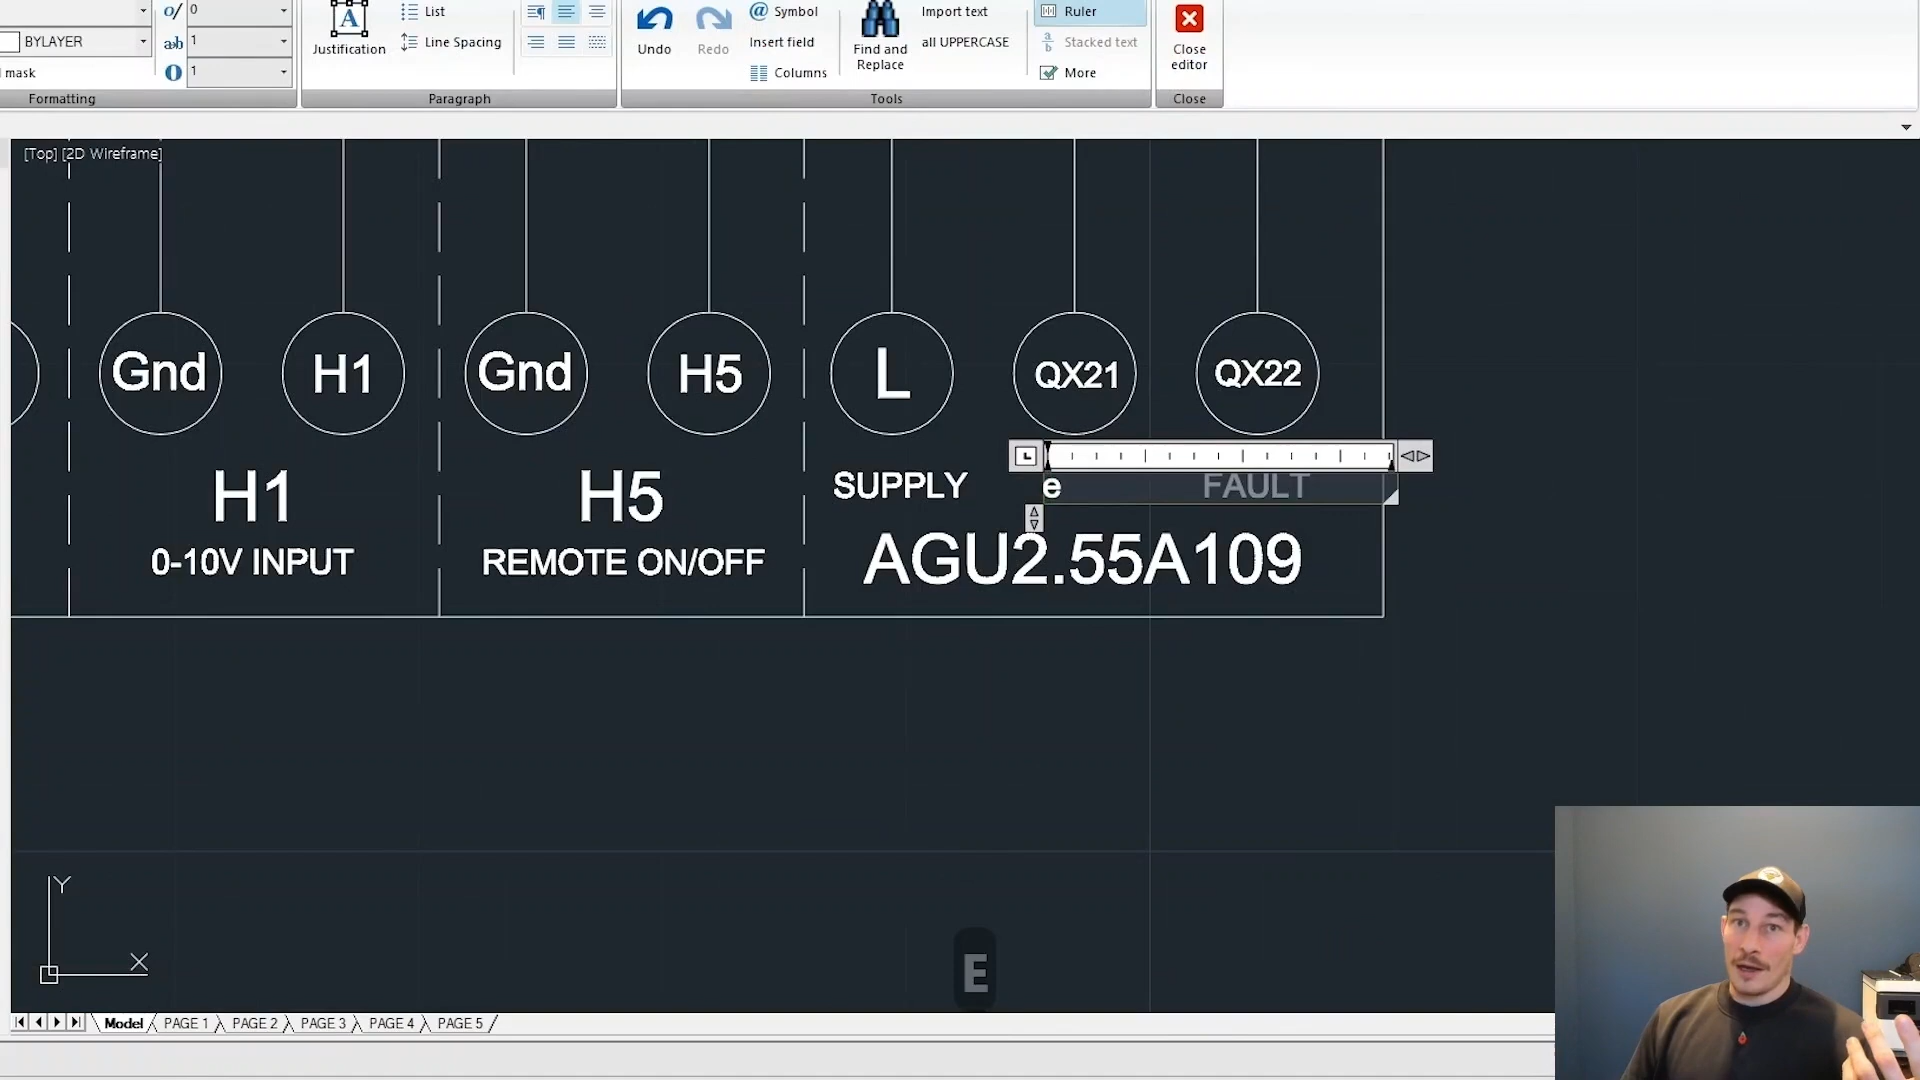 0
List
Import text
Ruler
Symbol
BYLAYER
1
Justification
Line Spacing
Undo
Redo
Insert field
Find and
Replace
all UPPERCASE
Stacked text
Close
editor
mask
1
Columns
More
Formatting
Paragraph
Tools
Close
[Top] [2D Wireframe]
Gnd
H1
Gnd
H5
L
QX21
QX22
H1
H5
SUPPLY
e
FAULT
0-10V INPUT
REMOTE ON/OFF
AGU2.55A109
Y
X
E
Model
PAGE 1
PAGE 2
PAGE 3
PAGE 4
PAGE 5